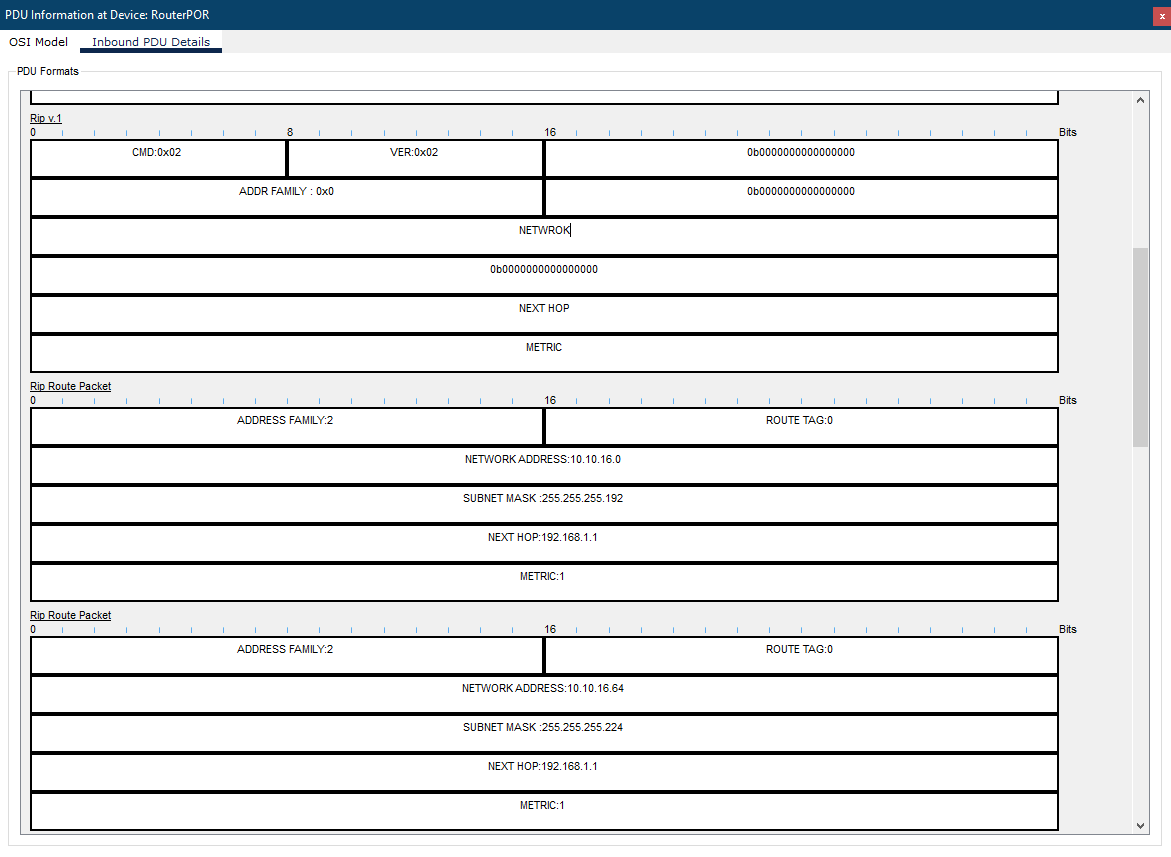 PDU Information at Device: RouterPOR
x
OSI Model Inbound PDU Details
PDU Formats
Rip v.1
0 8 16 Bits
CMD:0x02 VER:0x02 0b0000000000000000
ADDR FAMILY : 0x0 0b0000000000000000
NETWROK
0b0000000000000000
NEXT HOP
METRIC
Rip Route Packet
0 16 Bits
ADDRESS FAMILY:2 ROUTE TAG:0
NETWORK ADDRESS:10.10.16.0
SUBNET MASK :255.255.255.192
NEXT HOP:192.168.1.1
METRIC:1
Rip Route Packet
0 16 Bits
ADDRESS FAMILY:2 ROUTE TAG:0
NETWORK ADDRESS:10.10.16.64
SUBNET MASK :255.255.255.224
NEXT HOP:192.168.1.1
METRIC:1